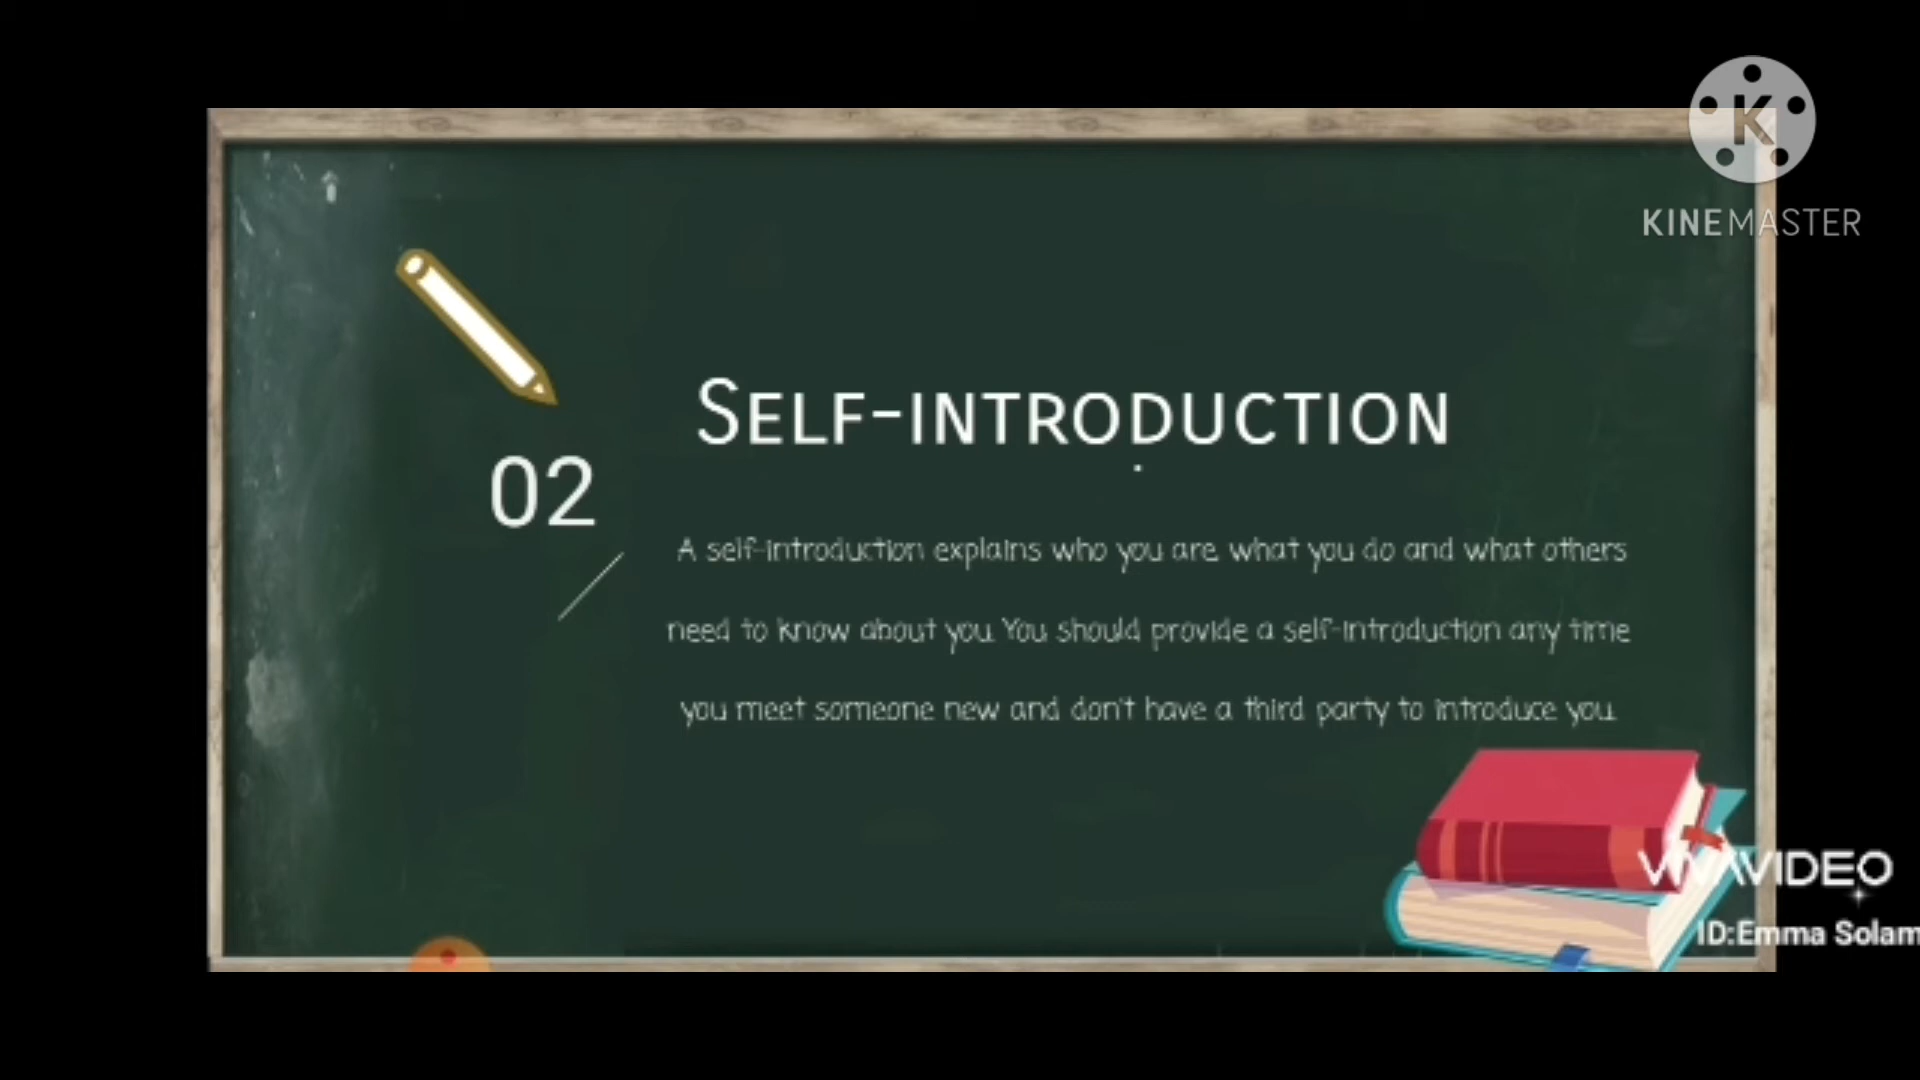 K
KINEMASTER
SELF-INTRODUCTION
02
A self-introduction explains who you are what you do and what others
need to know about you. You should provide a self-introduction any time
you meet someone new and don't have a third party to introduce you.
VIVAVIDEO
ID:Emma Solam